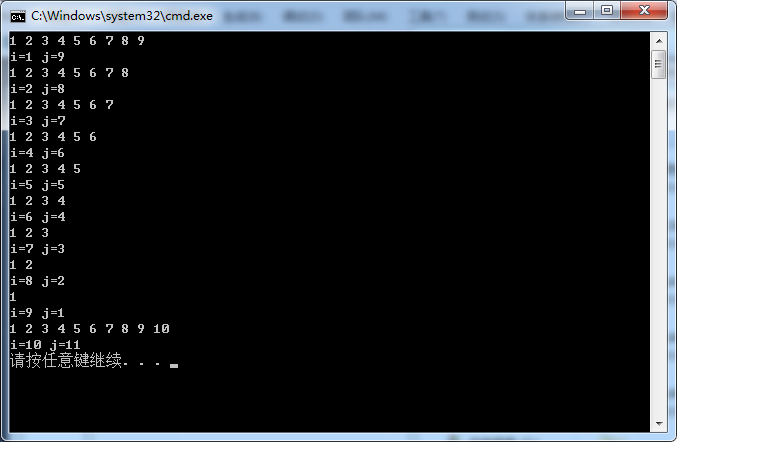 C:\Windows\system32\cmd.exe
1 2 3 4 5 6 7 8 9
i=1 j=9
1 2 3 4 5 6 7 8
i=2 j=8
1 2 3 4 5 6 7
i=3 j=7
1 2 3 4 5 6
i=4 j=6
1 2 3 4 5
i=5 j=5
1 2 3 4
i=6 j=4
1 2 3
i=7 j=3
1 2
i=8 j=2
1
i=9 j=1
1 2 3 4 5 6 7 8 9 10
i=10 j=11
请按任意键继续. . .